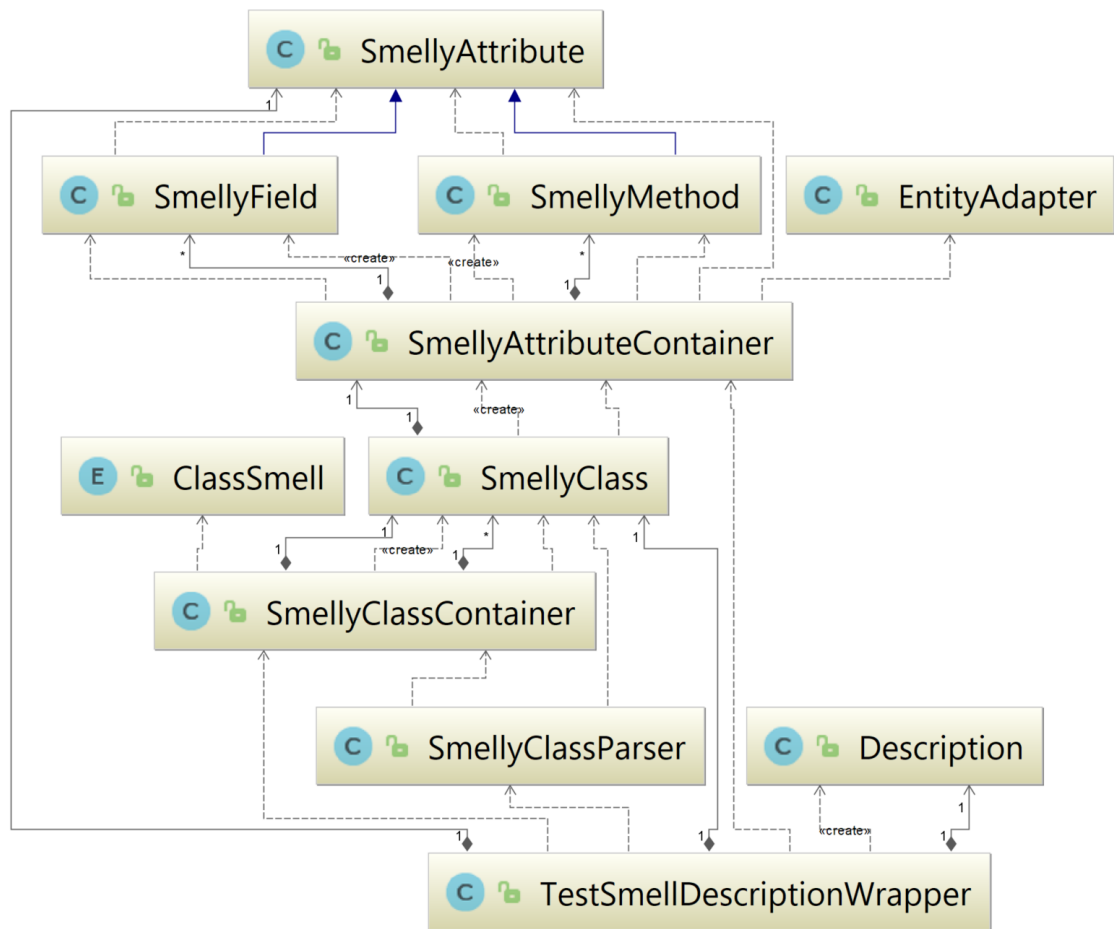 C SmellyAttribute
1
C SmellyField
C SmellyMethod
C EntityAdapter
* «create» «create» *
1 1
C SmellyAttributeContainer
1 «create»
1
E ClassSmell
C SmellyClass
1 * 1
1 «create» 1
C SmellyClassContainer
C SmellyClassParser
C Description
1
1 1 «create» 1
C TestSmellDescriptionWrapper